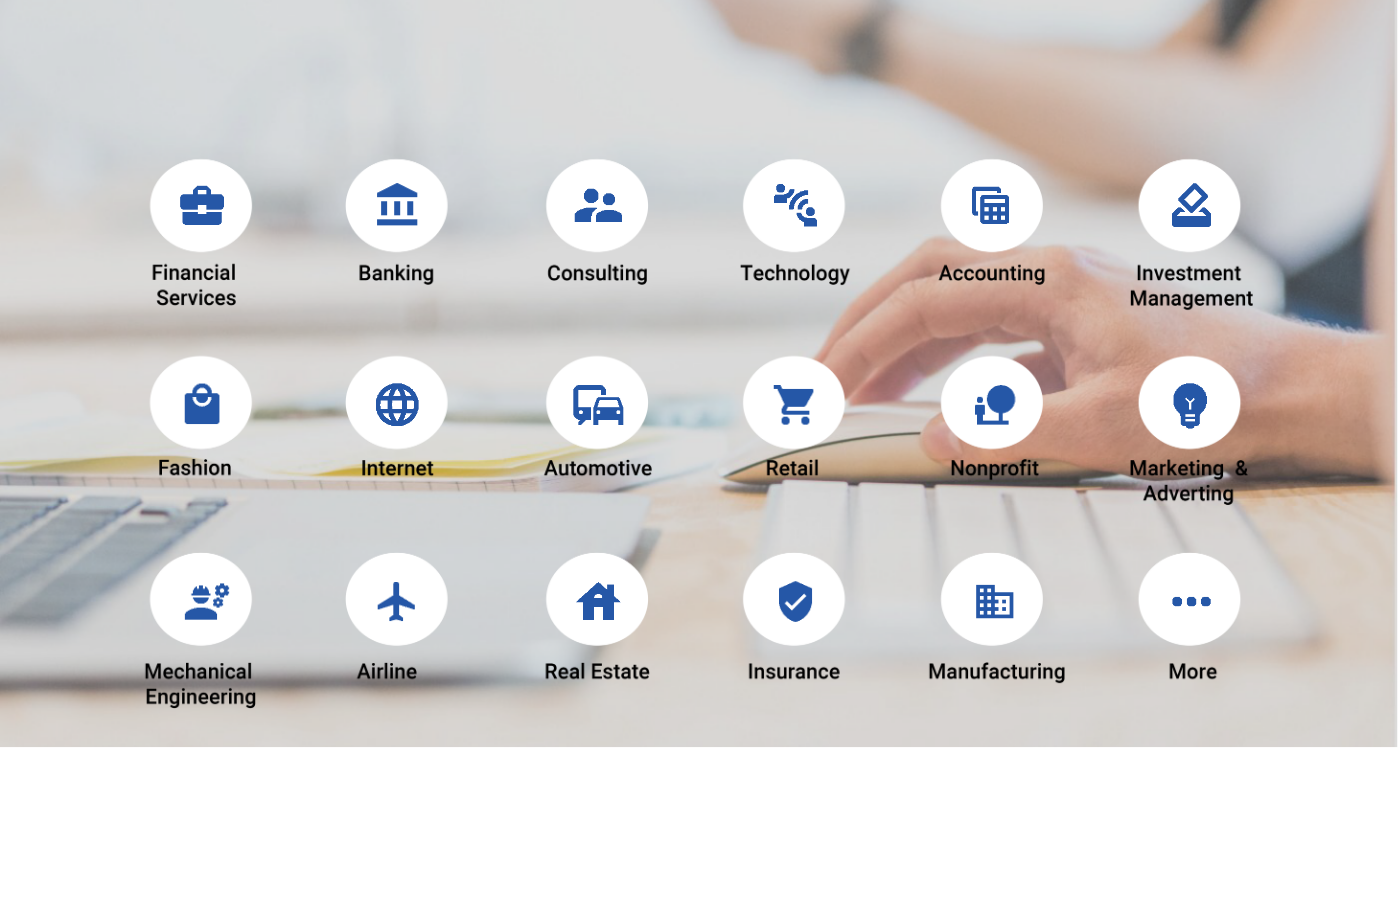 Financial
Services
Banking
Consulting
Technology
Accounting
Investment
Management
Fashion
Internet
Automotive
Retail
Nonprofit
Marketing &
Adverting
Mechanical
Engineering
Airline
Real Estate
Insurance
Manufacturing
More